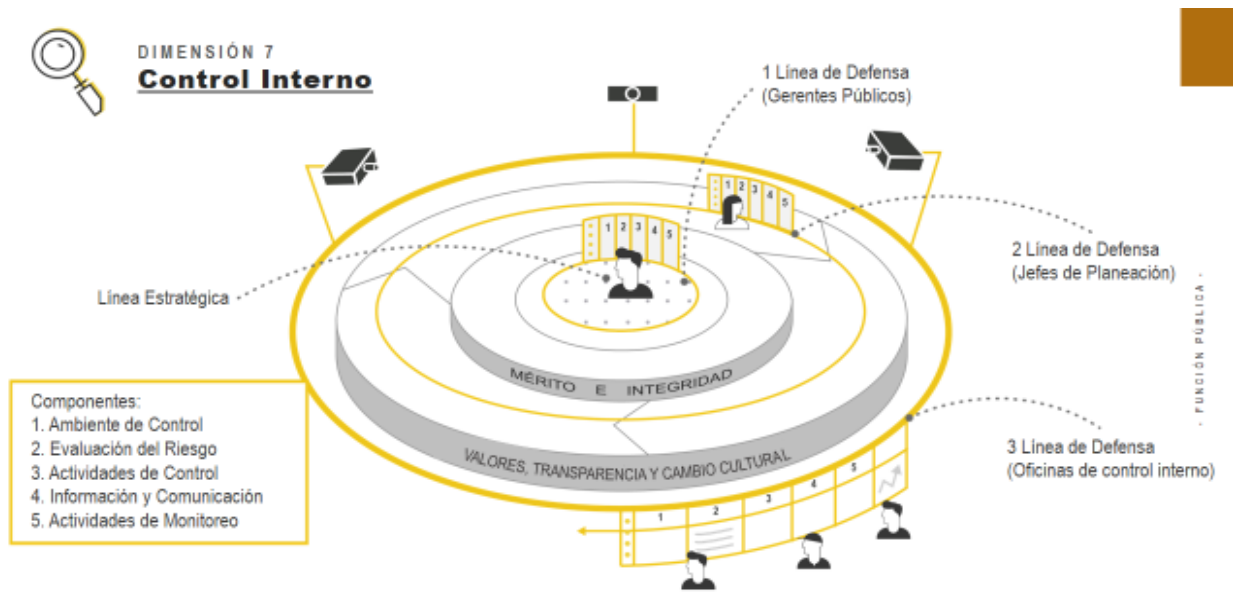 DIMENSIÓN 7
Control Interno
1 Línea de Defensa
(Gerentes Públicos)
1 2 3 4 5
1 2 3 4 5
2 Línea de Defensa
(Jefes de Planeación)
Línea Estratégica
- FUNCIÓN PÚBLICA -
MÉRITO E INTEGRIDAD
VALORES, TRANSPARENCIA Y CAMBIO CULTURAL
Componentes:
1. Ambiente de Control
2. Evaluación del Riesgo
3. Actividades de Control
4. Información y Comunicación
5. Actividades de Monitoreo
3 Línea de Defensa
(Oficinas de control interno)
1 2 3 4 5